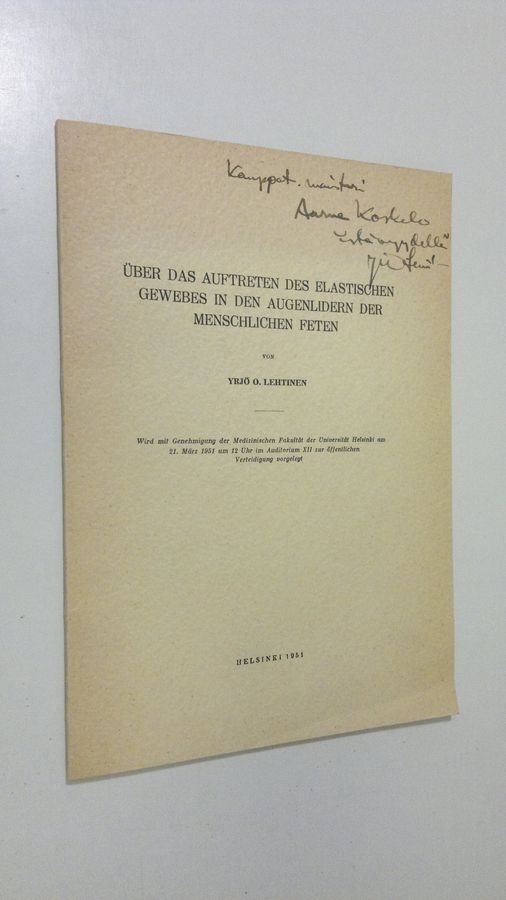 Kamppat. maisteri
Aarne Koskelo
ystävyydellä
ÜBER DAS AUFTRETEN DES ELASTISCHEN
GEWEBES IN DEN AUGENLIDERN DER
MENSCHLICHEN FETEN
VON
YRJÖ O. LEHTINEN
Wird mit Genehmigung der Medizinischen Fakultät der Universität Helsinki am
21. März 1951 um 12 Uhr im Auditorium XII zur öffentlichen
Verteidigung vorgelegt
HELSINKI 1951